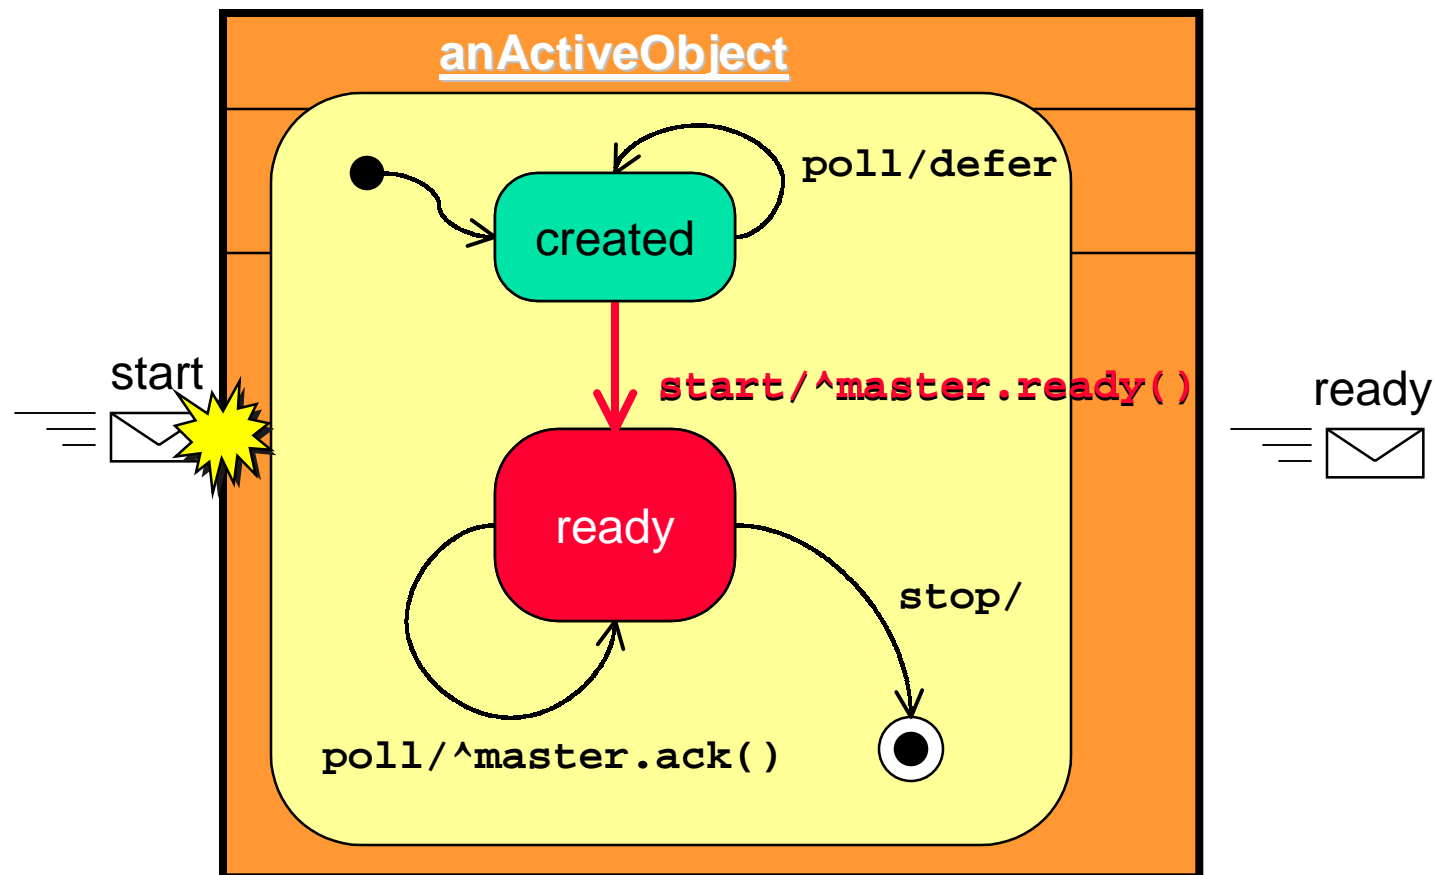 anActiveObject
poll/defer
created
start
start/^master.ready()
ready
ready
stop/
poll/^master.ack()